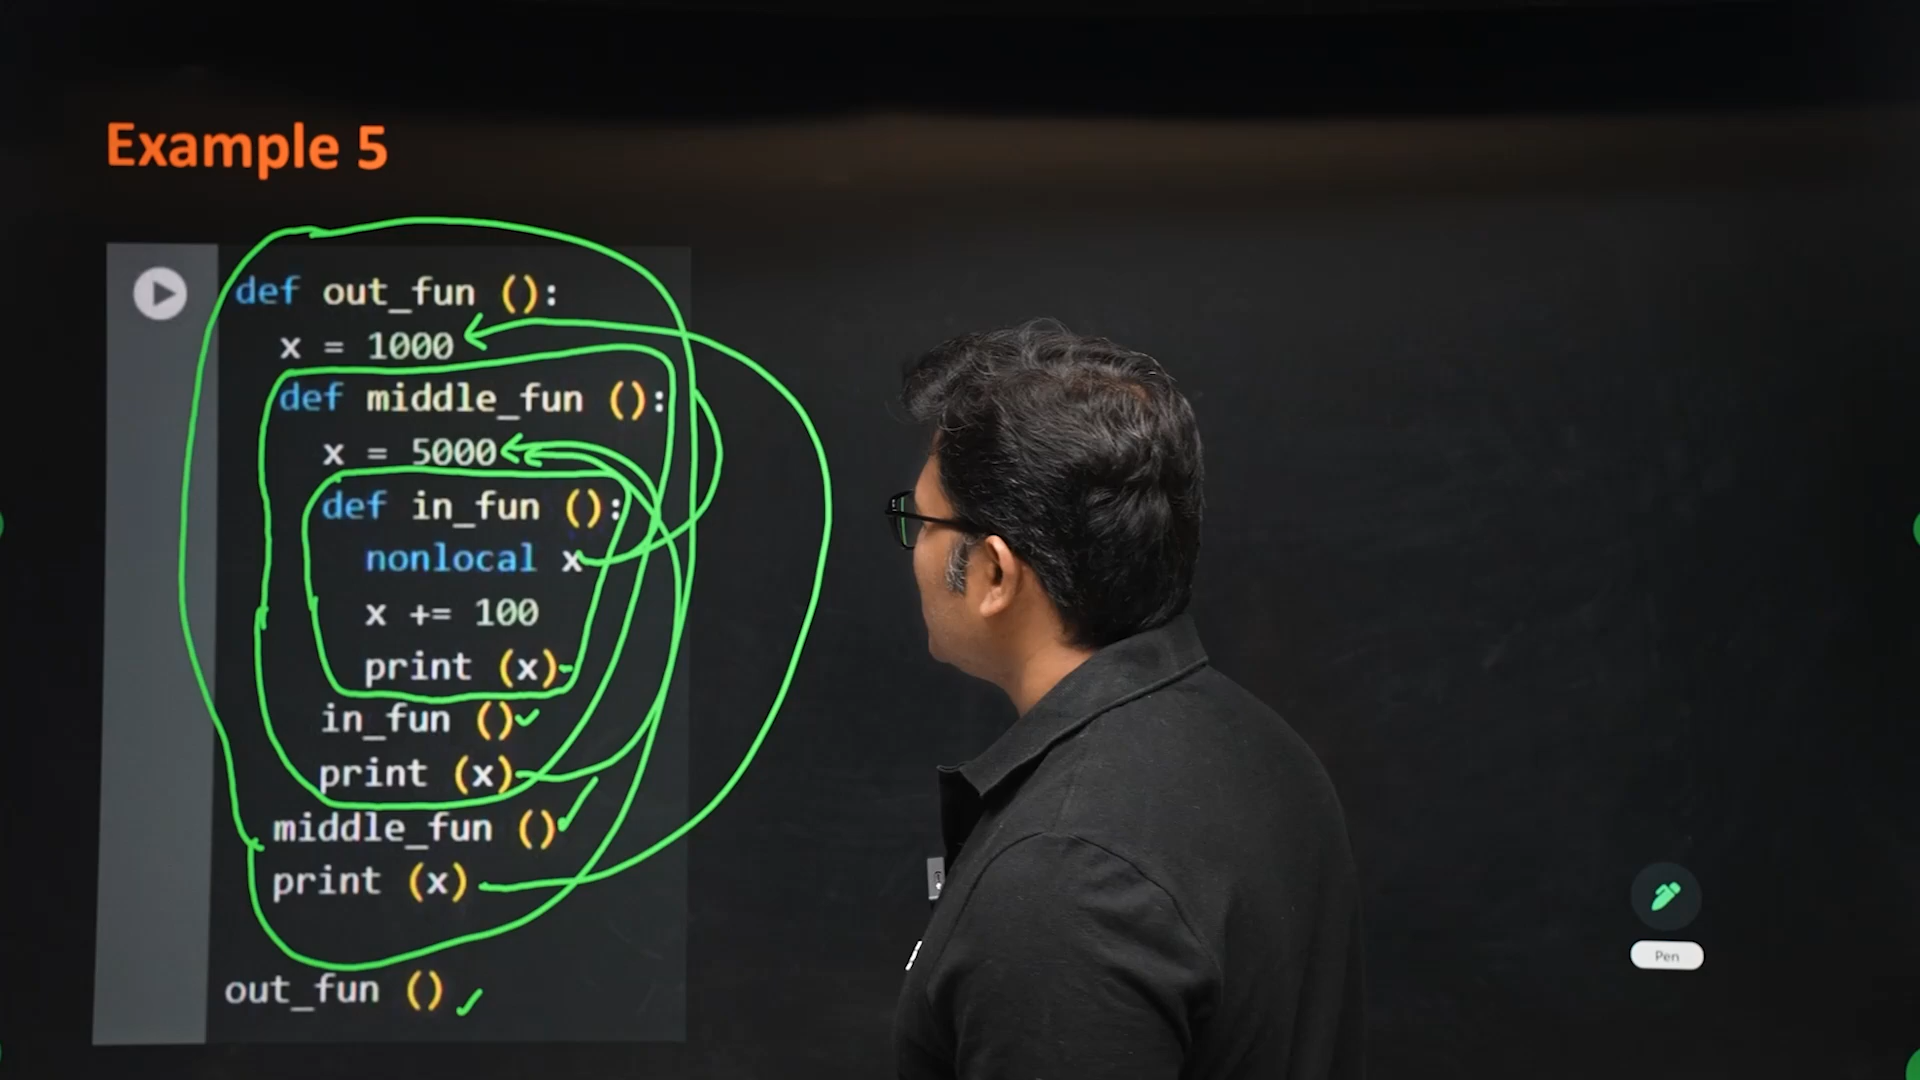 Example 5
def out_fun ():
x = 1000
def middle_fun ():
x = 5000
def in_fun ():
nonlocal x
x += 100
print (x)
in_fun ()
print (x)
middle_fun ()
print (x)
out_fun ()
Pen